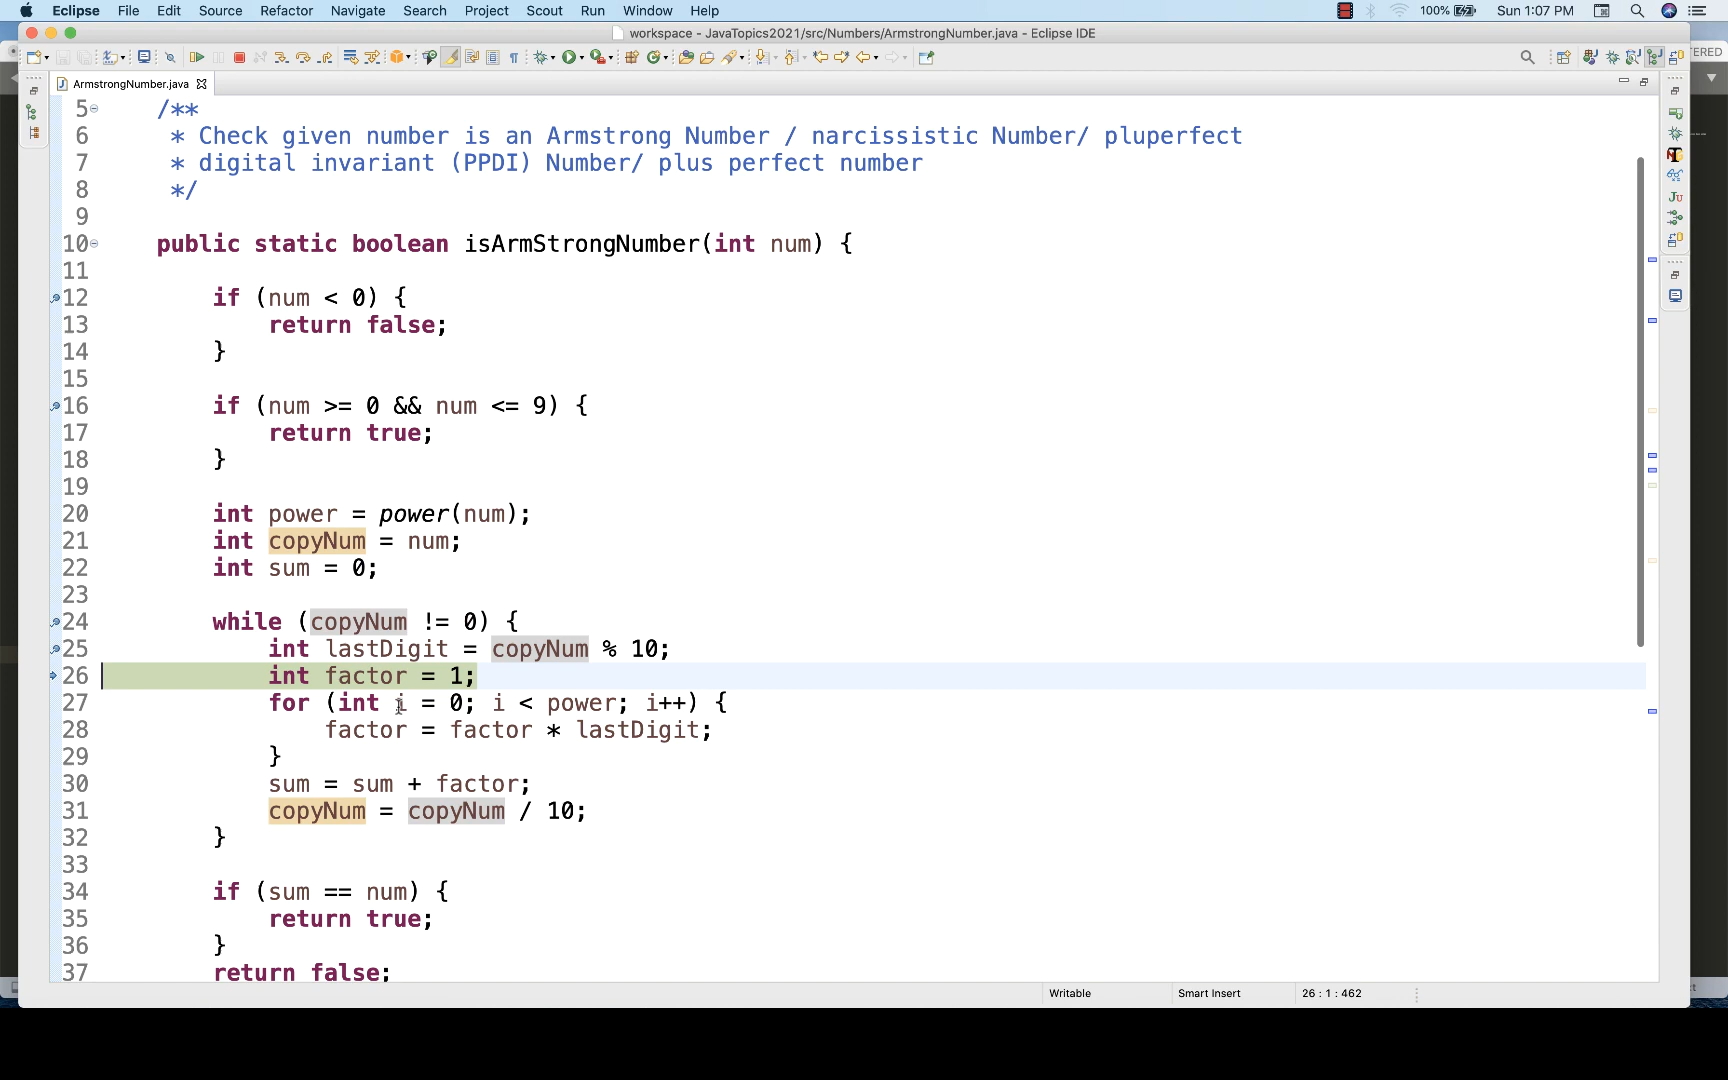 Eclipse File Edit Source Refactor Navigate Search Project Scout Run Window Help 100% Sun 1:07 PM
workspace - JavaTopics2021/src/Numbers/ArmstrongNumber.java - Eclipse IDE
ERED
ArmstrongNumber.java
5 /**
6 * Check given number is an Armstrong Number / narcissistic Number/ pluperfect
7 * digital invariant (PPDI) Number/ plus perfect number
8 */
9
10 public static boolean isArmStrongNumber(int num) {
11
12 if (num < 0) {
13 return false;
14 }
15
16 if (num >= 0 && num <= 9) {
17 return true;
18 }
19
20 int power = power(num);
21 int copyNum = num;
22 int sum = 0;
23
24 while (copyNum != 0) {
25 int lastDigit = copyNum % 10;
26 int factor = 1;
27 for (int i = 0; i < power; i++) {
28 factor = factor * lastDigit;
29 }
30 sum = sum + factor;
31 copyNum = copyNum / 10;
32 }
33
34 if (sum == num) {
35 return true;
36 }
37 return false;
Writable Smart Insert 26 : 1 : 462